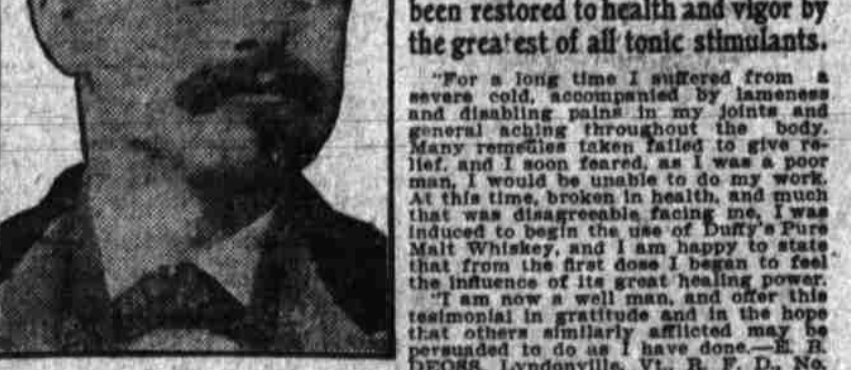 been restored to health and vigor by
the greatest of all tonic stimulants.
"For a long time I suffered from a
severe cold, accompanied by lameness
and disabling pains in my joints and
general aching throughout the body.
Many remedies taken failed to give re-
lief, and I soon feared, as I was a poor
man, I would be unable to do my work.
At this time, broken in health, and much
that was disagreeable facing me, I was
induced to begin the use of Duffy's Pure
Malt Whiskey, and I am happy to state
that from the first dose I began to feel
the influence of its great healing power.
"I am now a well man, and offer this
testimonial in gratitude and in the hope
that others similarly afflicted may be
persuaded to do as I have done.—E. R.
DEOSS, Lyndonville, Vt., R. F. D., No.